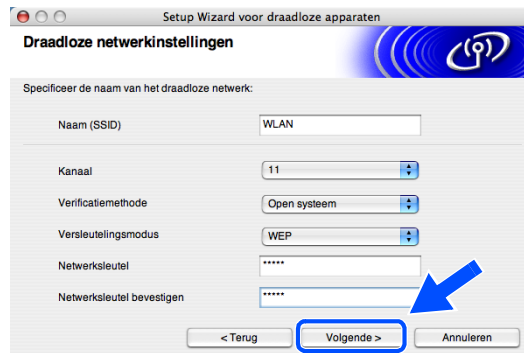 Setup Wizard voor draadloze apparaten
Draadloze netwerkinstellingen
Specificeer de naam van het draadloze netwerk:
Naam (SSID) WLAN
Kanaal 11
Verificatiemethode Open systeem
Versleutelingsmodus WEP
Netwerksleutel *****
Netwerksleutel bevestigen *****
< Terug Volgende > Annuleren